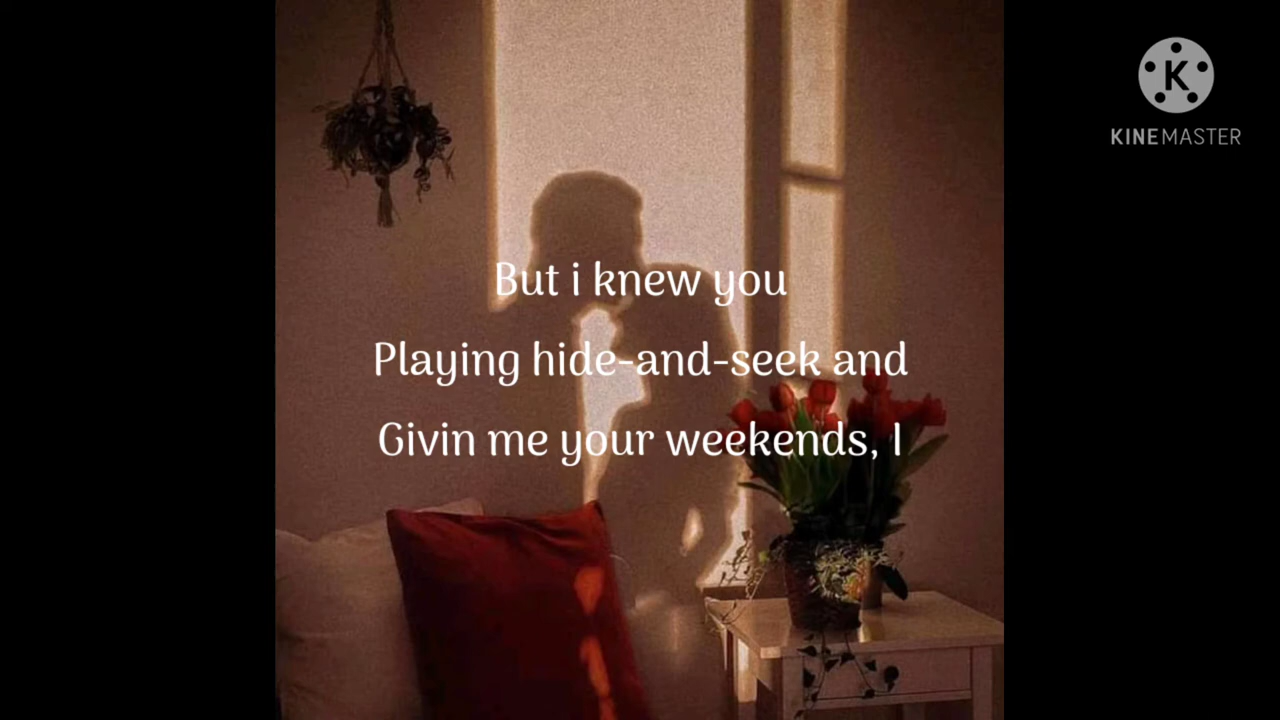 But i knew you
Playing hide-and-seek and
Givin me your weekends, I
K
KINEMASTER